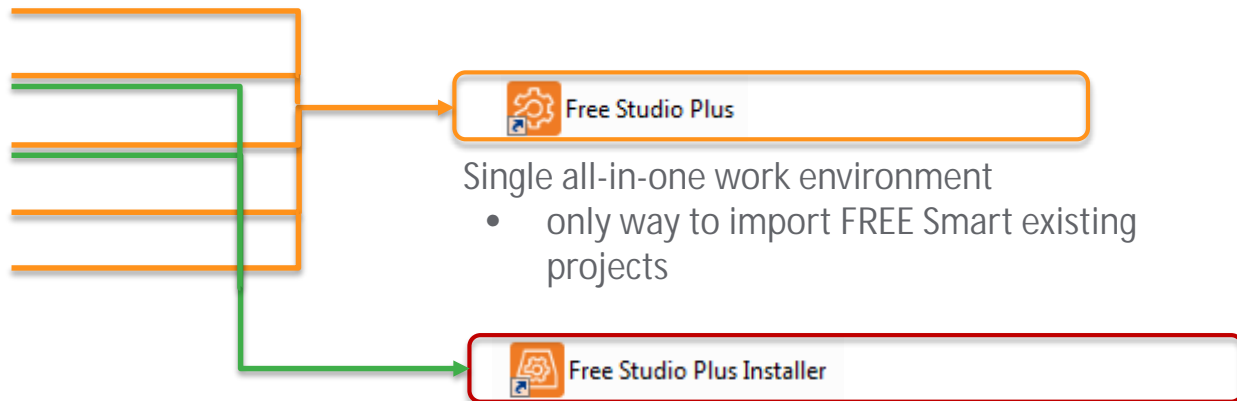 Free Studio Plus
Single all-in-one work environment
• only way to import FREE Smart existing
projects
Free Studio Plus Installer